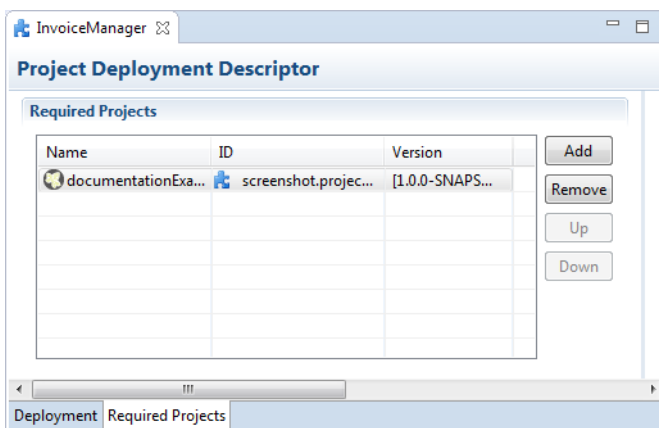 InvoiceManager
Project Deployment Descriptor
Required Projects
Name ID Version
documentationExa... screenshot.projec... [1.0.0-SNAPS...
Add
Remove
Up
Down
Deployment Required Projects